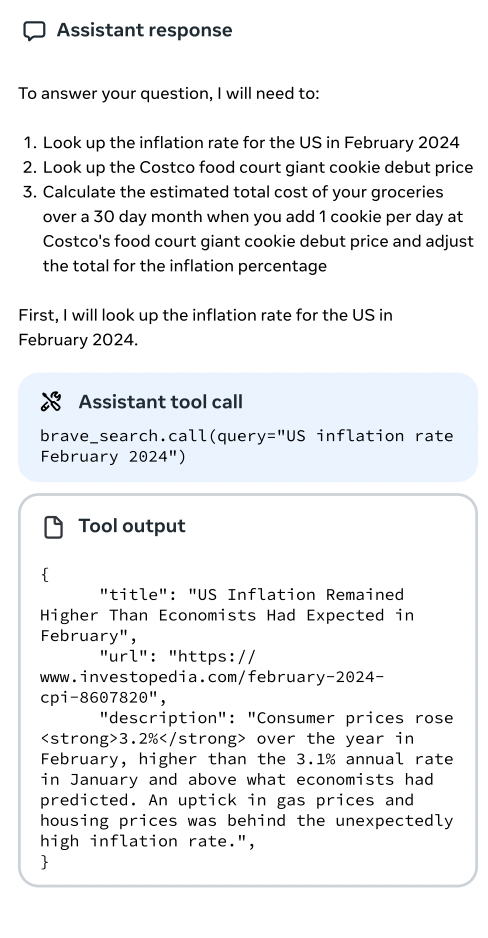 Assistant response
To answer your question, I will need to:
1. Look up the inflation rate for the US in February 2024
2. Look up the Costco food court giant cookie debut price
3. Calculate the estimated total cost of your groceries
over a 30 day month when you add 1 cookie per day at
Costco's food court giant cookie debut price and adjust
the total for the inflation percentage
First, I will look up the inflation rate for the US in
February 2024.
Assistant tool call
brave_search.call(query="US inflation rate
February 2024")
Tool output
{
"title": "US Inflation Remained
Higher Than Economists Had Expected in
February",
"url": "https://
www.investopedia.com/february-2024-
cpi-8607820",
"description": "Consumer prices rose
<strong>3.2%</strong> over the year in
February, higher than the 3.1% annual rate
in January and above what economists had
predicted. An uptick in gas prices and
housing prices was behind the unexpectedly
high inflation rate.",
}